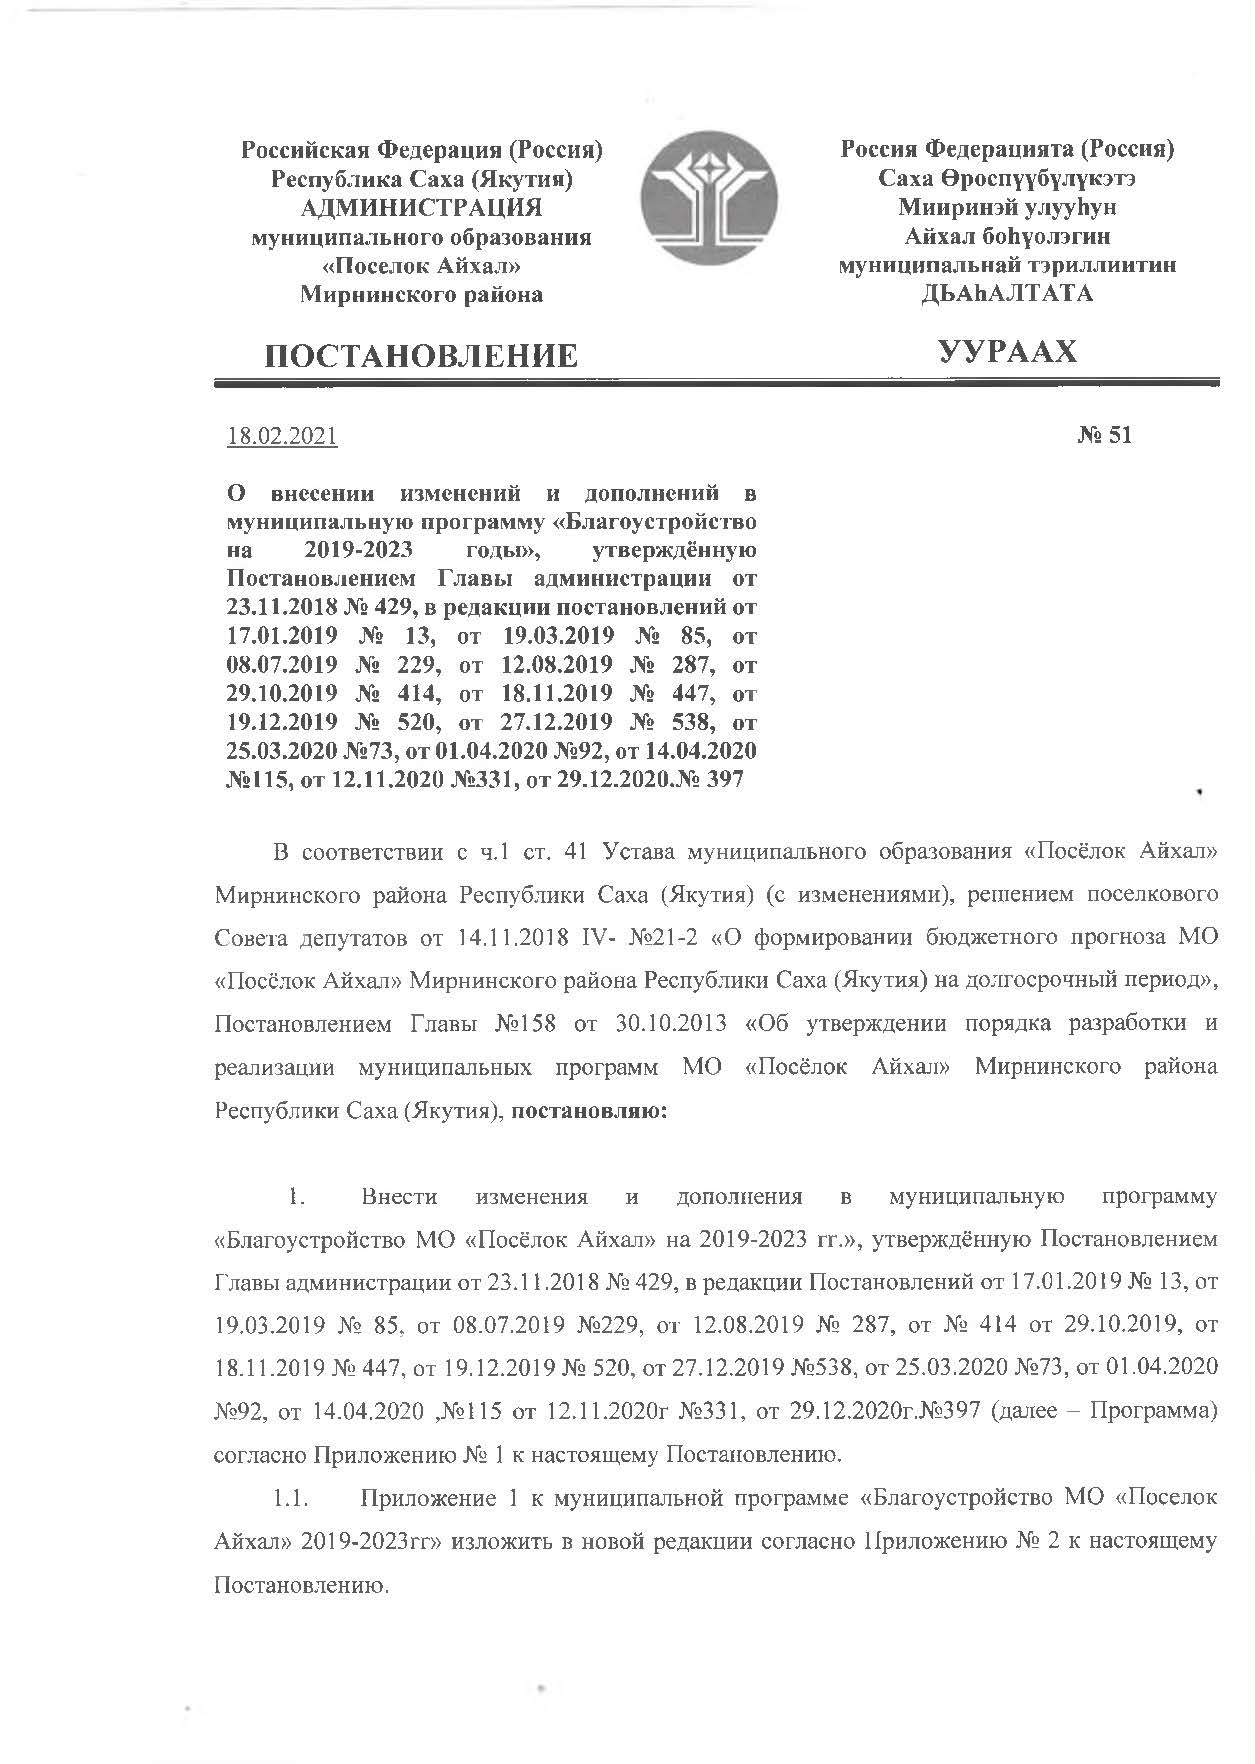 Российская Федерация (Россия)
Республика Саха (Якутия)
АДМИНИСТРАЦИЯ
муниципального образования
«Поселок Айхал»
Мирнинского района
ПОСТАНОВЛЕНИЕ
Россия Федерацията (Россия)
Саха Өроспүүбүлүкэтэ
Мииринэй улууһун
Айхал боһүолэгин
муниципальнай тэриллиитин
ДЬАһАЛТАТА
УУРААХ
18.02.2021
№ 51
О внесении изменений и дополнений в
муниципальную программу «Благоустройство
на 2019-2023 годы», утверждённую
Постановлением Главы администрации от
23.11.2018 № 429, в редакции постановлений от
17.01.2019 № 13, от 19.03.2019 № 85, от
08.07.2019 № 229, от 12.08.2019 № 287, от
29.10.2019 № 414, от 18.11.2019 № 447, от
19.12.2019 № 520, от 27.12.2019 № 538, от
25.03.2020 №73, от 01.04.2020 №92, от 14.04.2020
№115, от 12.11.2020 №331, от 29.12.2020.№ 397
В соответствии с ч.1 ст. 41 Устава муниципального образования «Посёлок Айхал»
Мирнинского района Республики Саха (Якутия) (с изменениями), решением поселкового
Совета депутатов от 14.11.2018 IV- №21-2 «О формировании бюджетного прогноза МО
«Посёлок Айхал» Мирнинского района Республики Саха (Якутия) на долгосрочный период»,
Постановлением Главы №158 от 30.10.2013 «Об утверждении порядка разработки и
реализации муниципальных программ МО «Посёлок Айхал» Мирнинского района
Республики Саха (Якутия), постановляю:
1. Внести изменения и дополнения в муниципальную программу
«Благоустройство МО «Посёлок Айхал» на 2019-2023 гг.», утверждённую Постановлением
Главы администрации от 23.11.2018 № 429, в редакции Постановлений от 17.01.2019 № 13, от
19.03.2019 № 85, от 08.07.2019 №229, от 12.08.2019 № 287, от № 414 от 29.10.2019, от
18.11.2019 № 447, от 19.12.2019 № 520, от 27.12.2019 №538, от 25.03.2020 №73, от 01.04.2020
№92, от 14.04.2020 ,№115 от 12.11.2020г №331, от 29.12.2020г.№397 (далее – Программа)
согласно Приложению № 1 к настоящему Постановлению.
1.1. Приложение 1 к муниципальной программе «Благоустройство МО «Поселок
Айхал» 2019-2023гг» изложить в новой редакции согласно Приложению № 2 к настоящему
Постановлению.